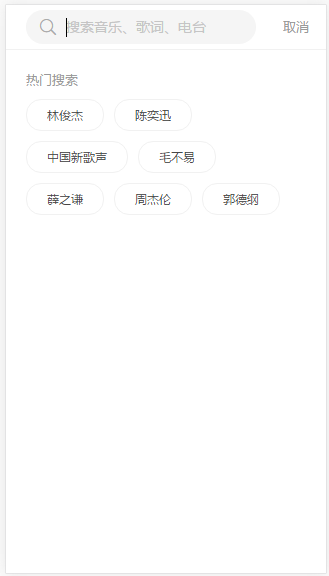 搜索音乐、歌词、电台 取消
热门搜索
林俊杰 陈奕迅
中国新歌声 毛不易
薛之谦 周杰伦 郭德纲